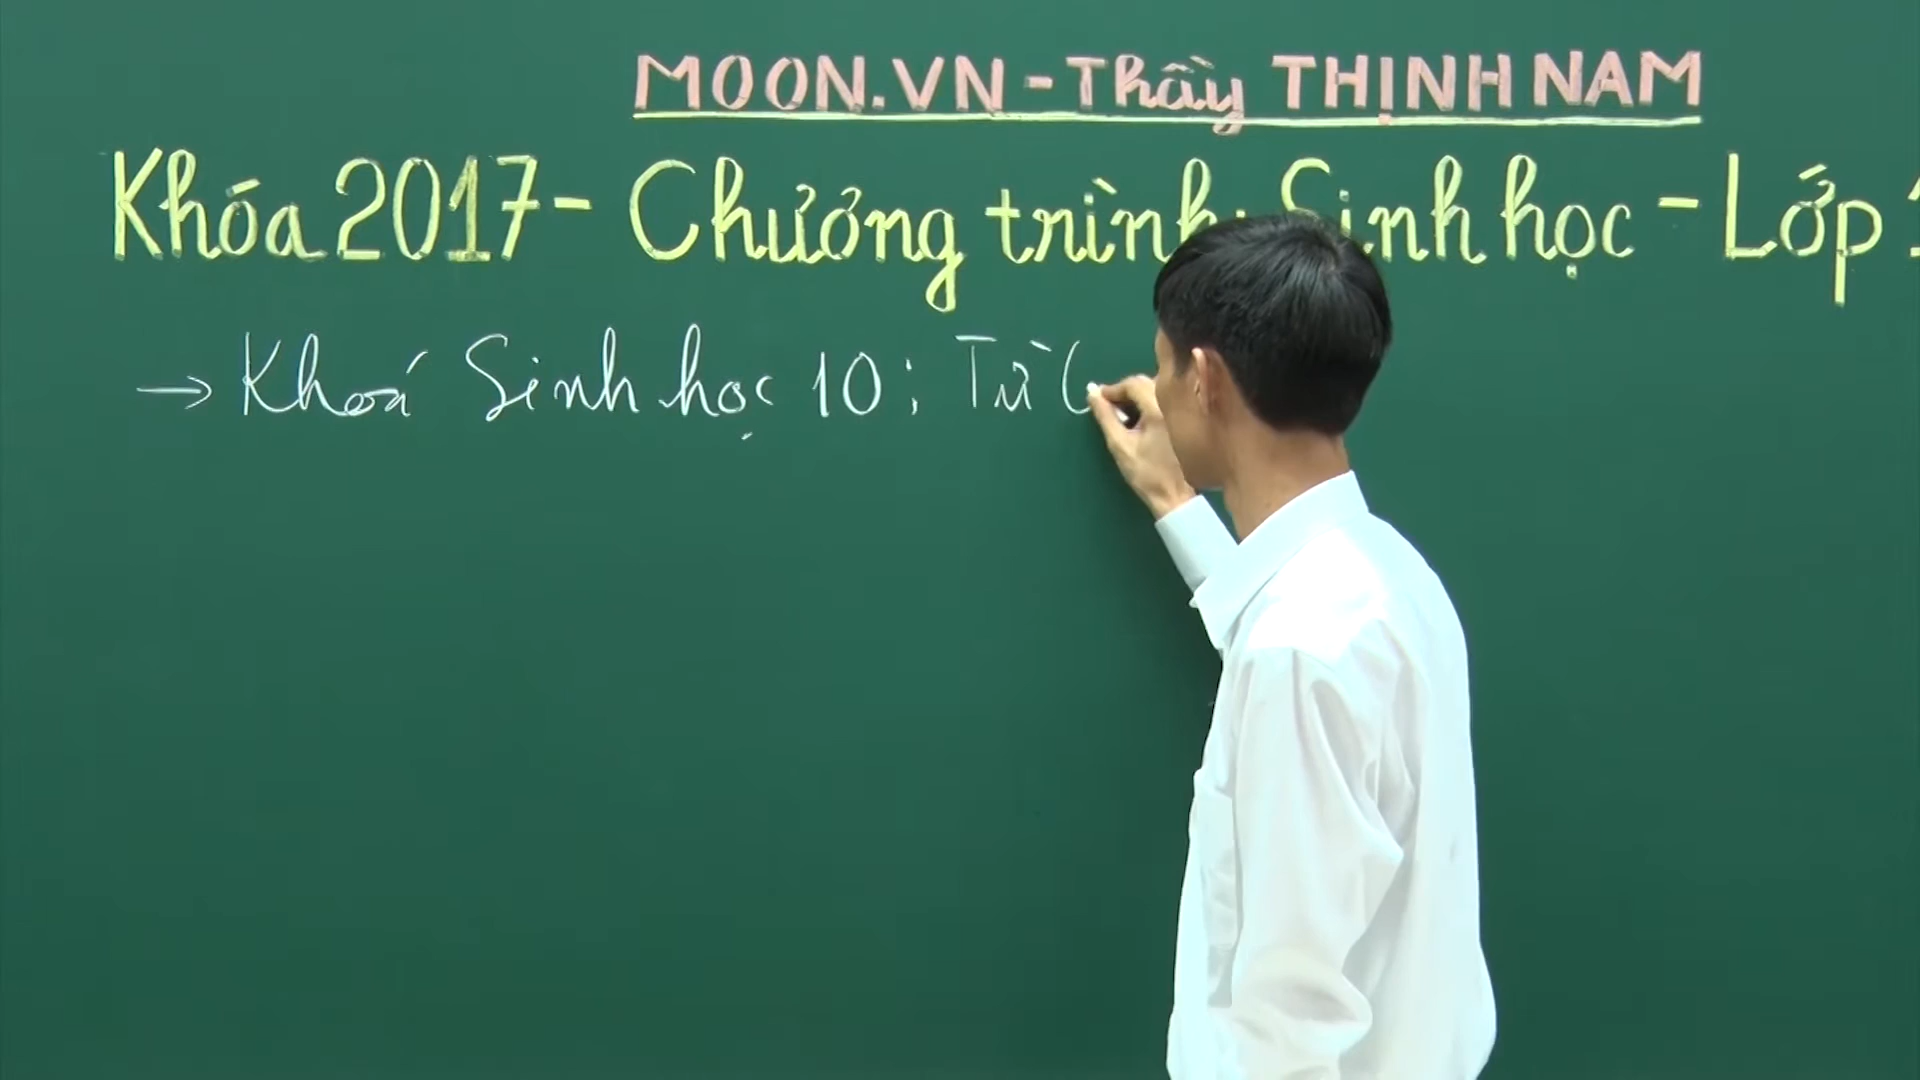 MOON.VN - Thầy THỊNH NAM
Khóa 2017 - Chương trình Sinh học - Lớp
→ Khoá Sinh học 10: Từ